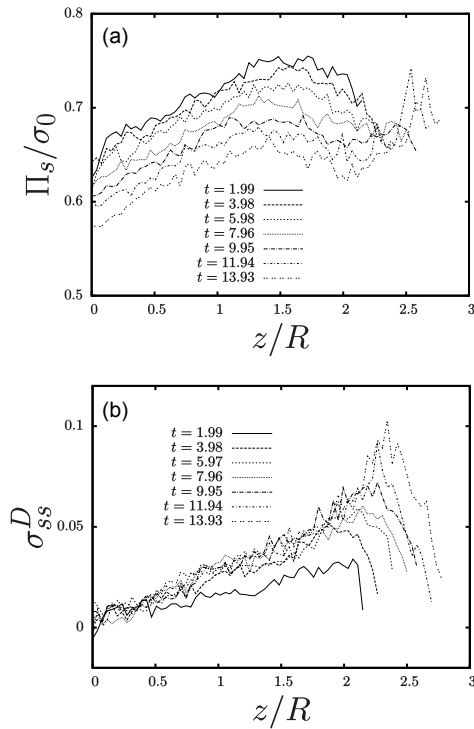 (a)
0.8
0.7
0.6
0.5
Π_s/σ_0
t = 1.99
t = 3.98
t = 5.98
t = 7.96
t = 9.95
t = 11.94
t = 13.93
0 0.5 1 1.5 2 2.5 3
z/R
(b)
0.1
0.05
0
σ^D_{ss}
t = 1.99
t = 3.98
t = 5.97
t = 7.96
t = 9.95
t = 11.94
t = 13.93
0 0.5 1 1.5 2 2.5 3
z/R